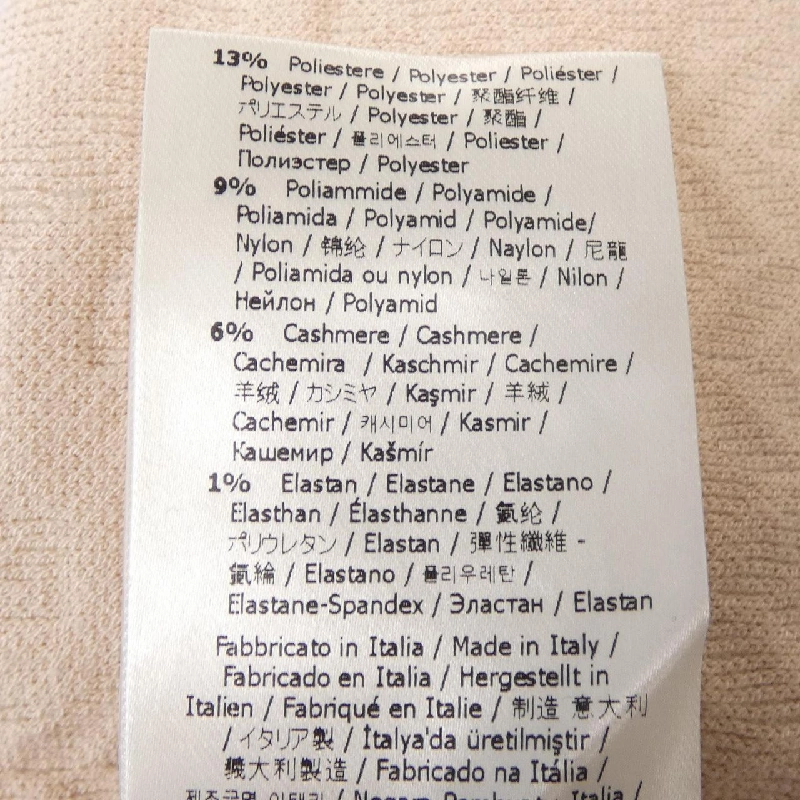 13% Poliestere / Polyester / Poliéster /
Polyester / Polyester / 聚酯纤维 /
ポリエステル / Polyester / 聚酯 /
Poliéster / 폴리에스터 / Poliester /
Полиэстер / Polyester
9% Poliammide / Polyamide /
Poliamida / Polyamid / Polyamide/
Nylon / 锦纶 / ナイロン / Naylon / 尼龍
/ Poliamida ou nylon / 나일론 / Nilon /
Нейлон / Polyamid
6% Cashmere / Cashmere /
Cachemira / Kaschmir / Cachemire /
羊绒 / カシミヤ / Kaşmir / 羊絨 /
Cachemir / 캐시미어 / Kasmir /
Кашемир / Kašmír
1% Elastan / Elastane / Elastano /
Elasthan / Élasthanne / 氨纶 /
ポリウレタン / Elastan / 彈性纖維 -
氨綸 / Elastano / 폴리우레탄 /
Elastane-Spandex / Эластан / Elastan
Fabbricato in Italia / Made in Italy /
Fabricado en Italia / Hergestellt in
Italien / Fabriqué en Italie / 制造 意大利
/ イタリア製 / İtalya'da üretilmiştir /
義大利製造 / Fabricado na Itália /